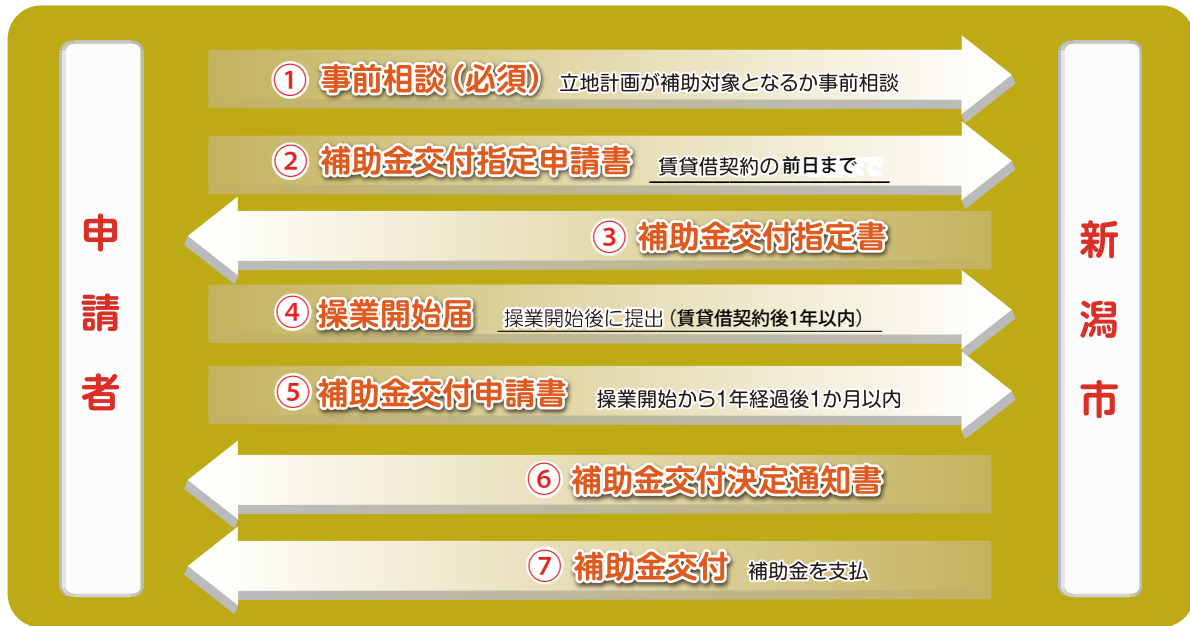 申請者
① 事前相談（必須） 立地計画が補助対象となるか事前相談
② 補助金交付指定申請書 賃貸借契約の前日まで
③ 補助金交付指定書
④ 操業開始届 操業開始後に提出（賃貸借契約後1年以内）
⑤ 補助金交付申請書 操業開始から1年経過後1か月以内
⑥ 補助金交付決定通知書
⑦ 補助金交付 補助金を支払
新潟市